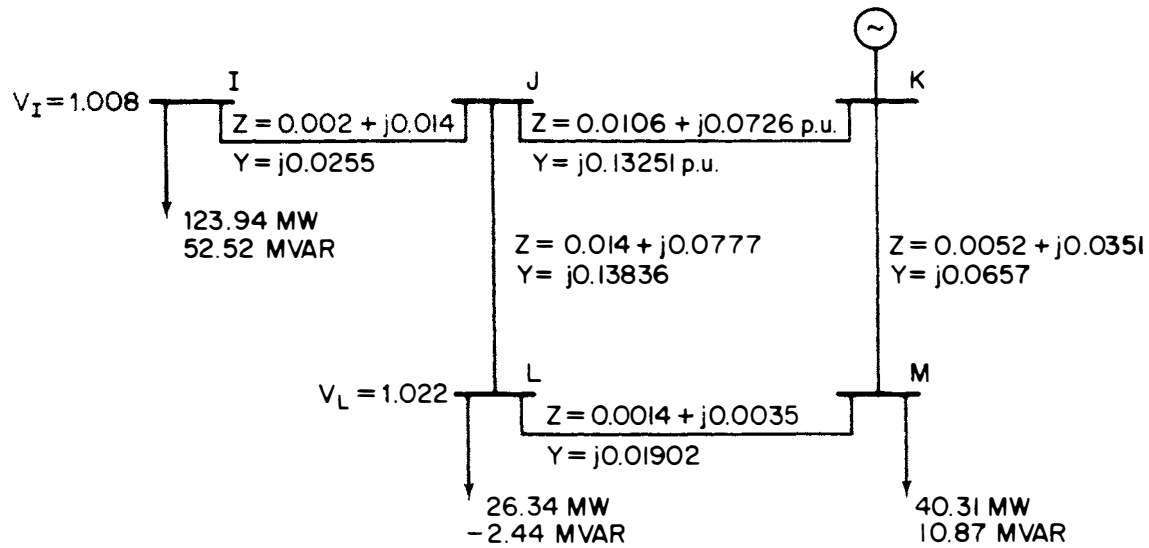 ~
I
J
K
V_I = 1.008
Z = 0.002 + j0.014
Y = j0.0255
Z = 0.0106 + j0.0726 p.u.
Y = j0.13251 p.u.
123.94 MW
52.52 MVAR
Z = 0.014 + j0.0777
Y = j0.13836
Z = 0.0052 + j0.0351
Y = j0.0657
L
M
V_L = 1.022
Z = 0.0014 + j0.0035
Y = j0.01902
26.34 MW
-2.44 MVAR
40.31 MW
10.87 MVAR